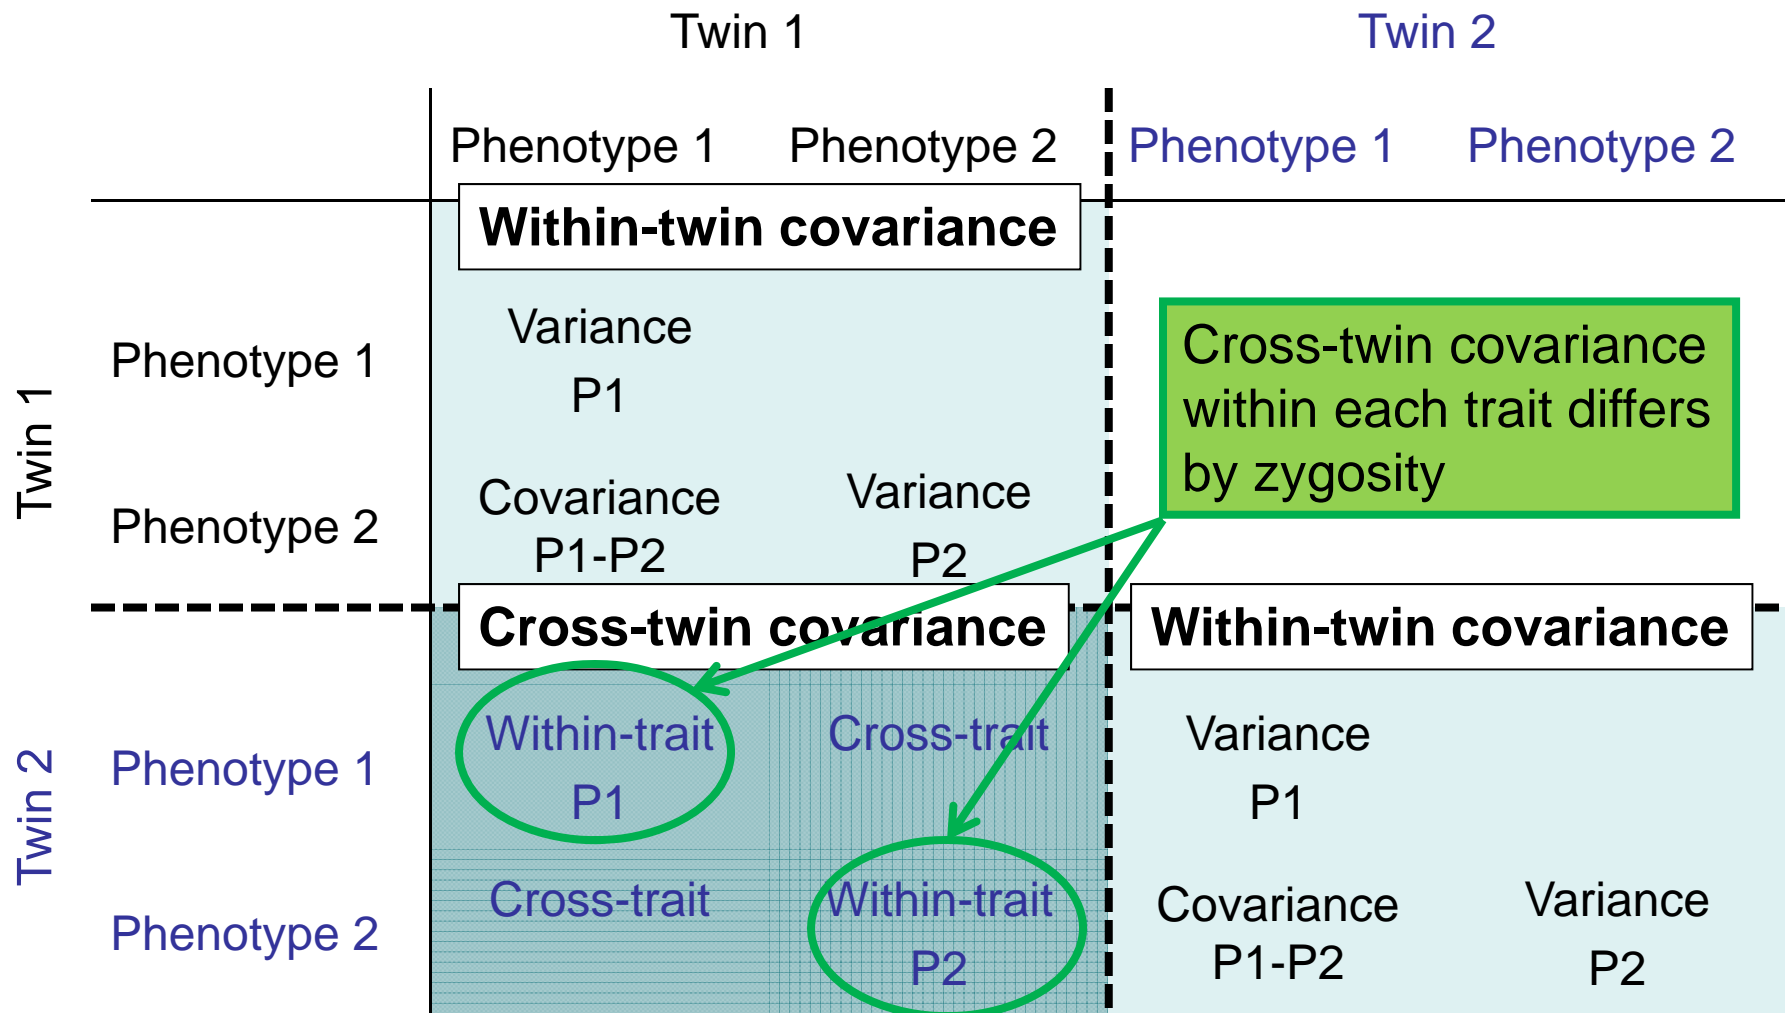 Twin 1
Twin 2
Phenotype 1
Phenotype 2
Phenotype 1
Phenotype 2
Within-twin covariance
Twin 1
Phenotype 1
Variance
P1
Cross-twin covariance
within each trait differs
by zygosity
Phenotype 2
Covariance
P1-P2
Variance
P2
Cross-twin covariance
Within-twin covariance
Twin 2
Phenotype 1
Within-trait
P1
Cross-trait
Variance
P1
Phenotype 2
Cross-trait
Within-trait
P2
Covariance
P1-P2
Variance
P2